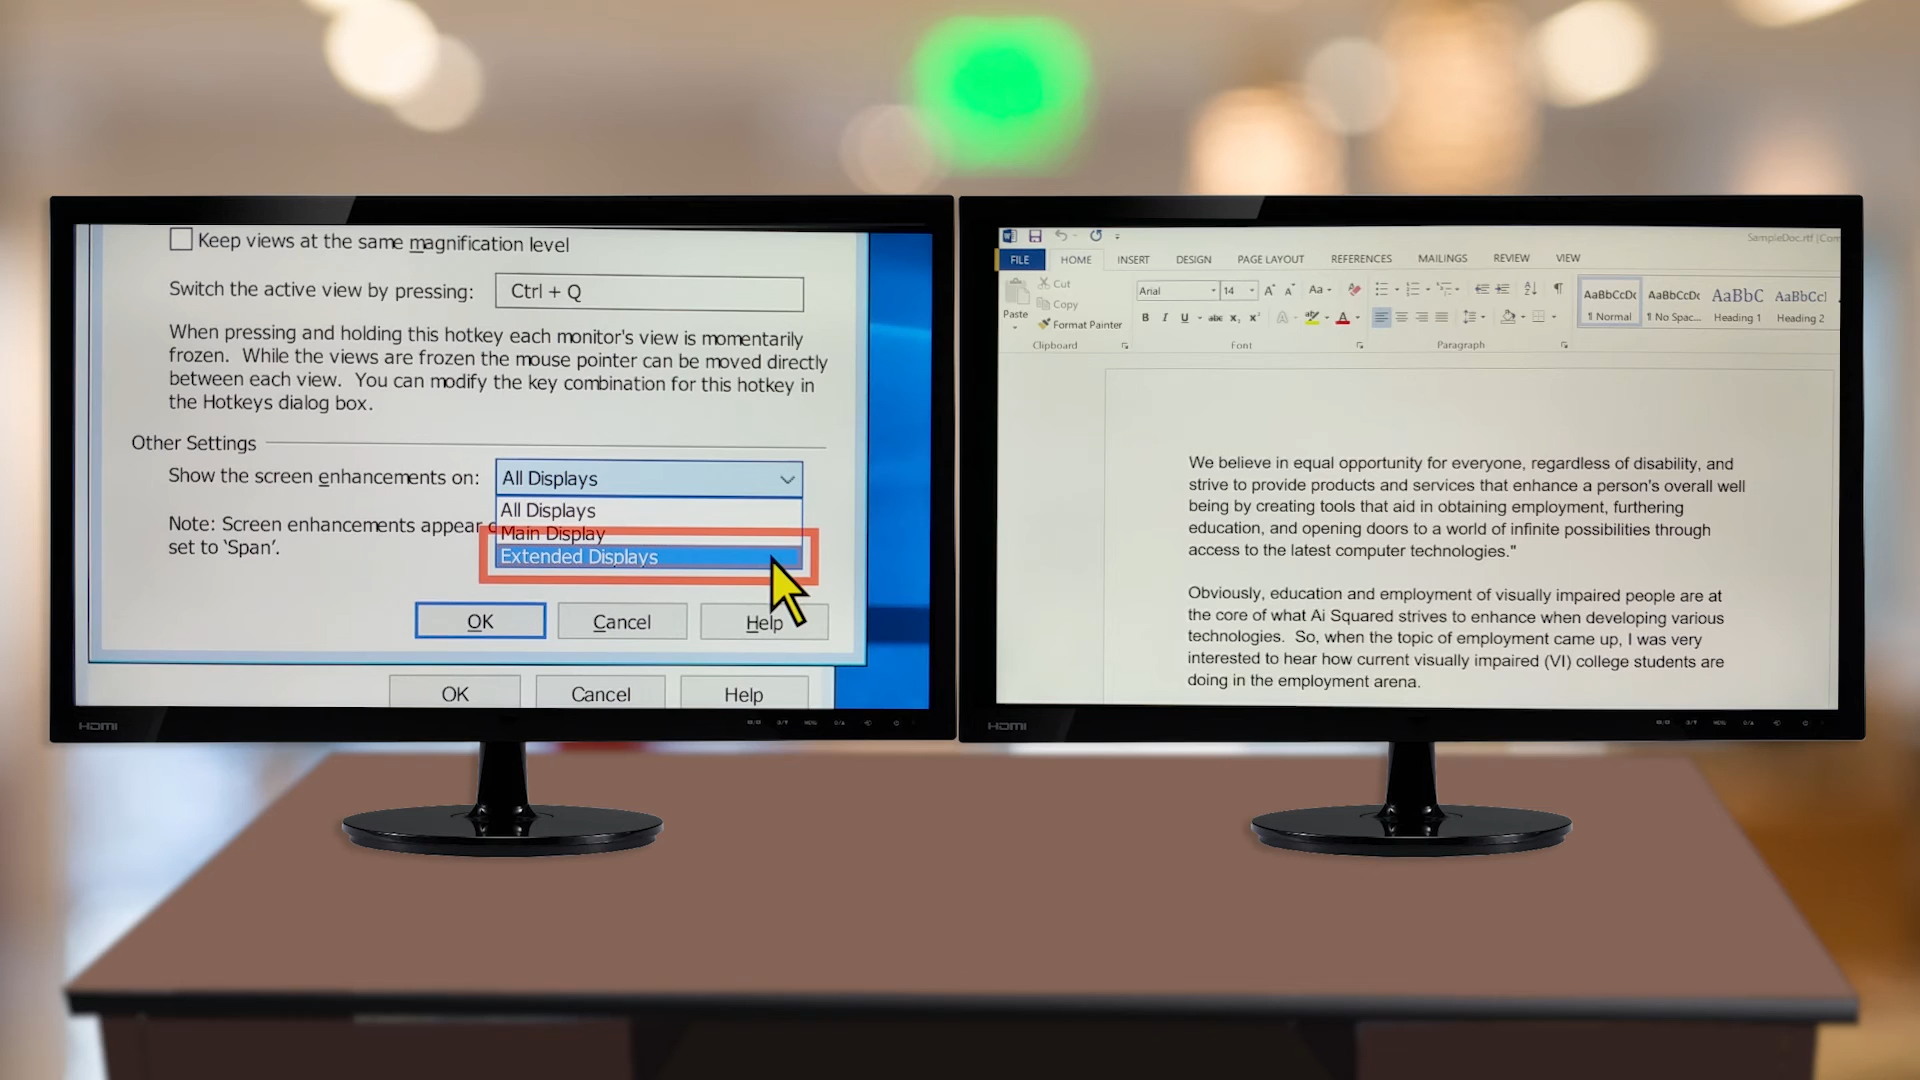 Keep views at the same magnification level
Switch the active view by pressing:
Ctrl + Q
When pressing and holding this hotkey each monitor's view is momentarily
frozen. While the views are frozen the mouse pointer can be moved directly
between each view. You can modify the key combination for this hotkey in
the Hotkeys dialog box.
Other Settings
Show the screen enhancements on:
All Displays
All Displays
Main Display
Extended Displays
Note: Screen enhancements appear
set to 'Span'.
OK
Cancel
Help
OK
Cancel
Help
HDMI
SampleDoc.rtf [Com
FILE
HOME
INSERT
DESIGN
PAGE LAYOUT
REFERENCES
MAILINGS
REVIEW
VIEW
Paste
Cut
Copy
Format Painter
Clipboard
Arial
14
Aa
B I U abc X, X'
Font
Paragraph
AaBbCcDc
¶ Normal
AaBbCcDc
¶ No Spac...
AaBbC
Heading 1
AaBbCcI
Heading 2
We believe in equal opportunity for everyone, regardless of disability, and
strive to provide products and services that enhance a person's overall well
being by creating tools that aid in obtaining employment, furthering
education, and opening doors to a world of infinite possibilities through
access to the latest computer technologies."
Obviously, education and employment of visually impaired people are at
the core of what Ai Squared strives to enhance when developing various
technologies. So, when the topic of employment came up, I was very
interested to hear how current visually impaired (VI) college students are
doing in the employment arena.
HDMI